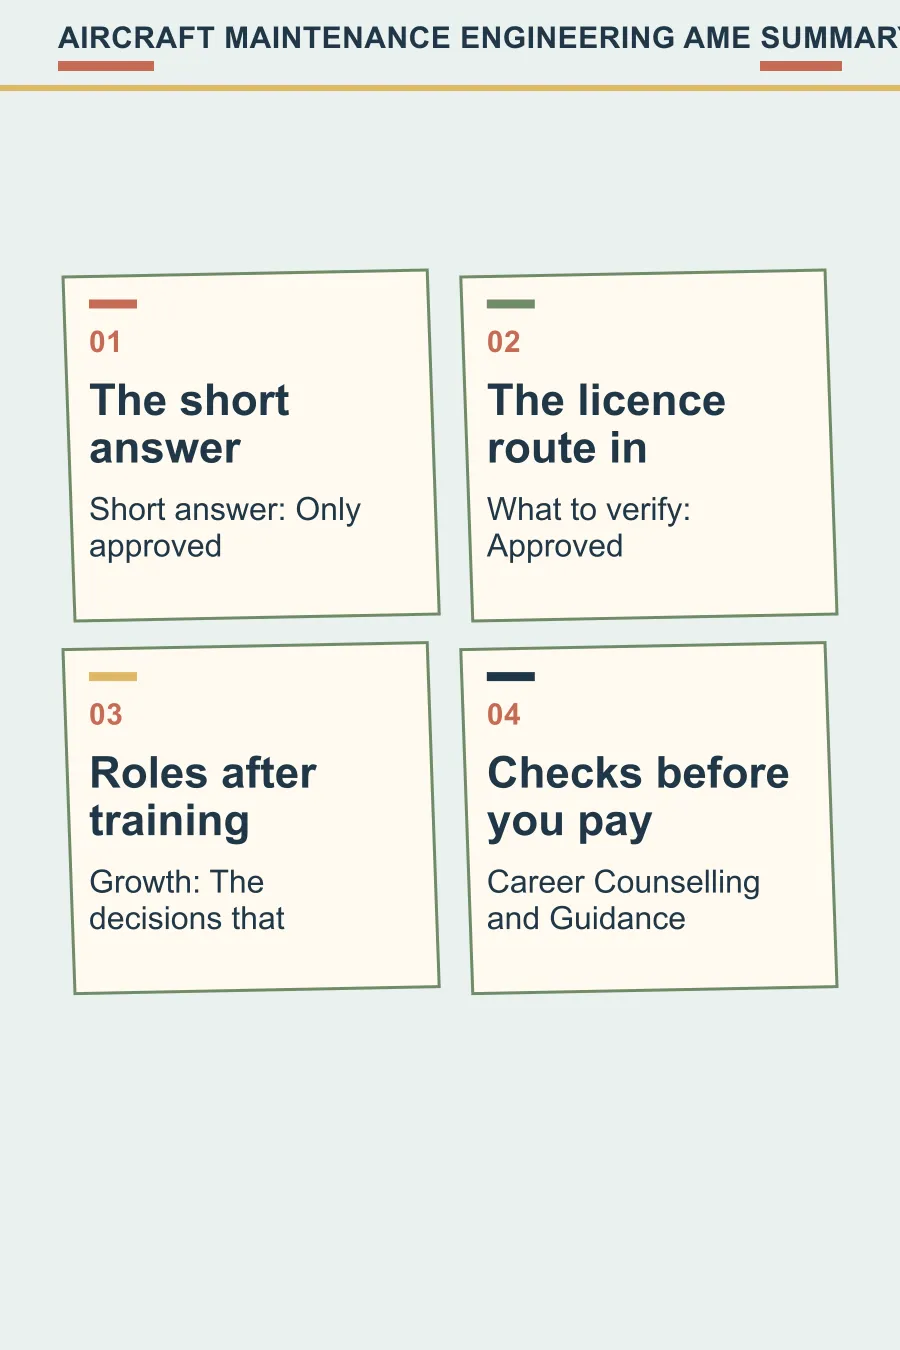 AIRCRAFT MAINTENANCE ENGINEERING AME SUMMARY
01
The short
answer
Short answer: Only
approved
02
The licence
route in
What to verify:
Approved
03
Roles after
training
Growth: The
decisions that
04
Checks before
you pay
Career Counselling
and Guidance